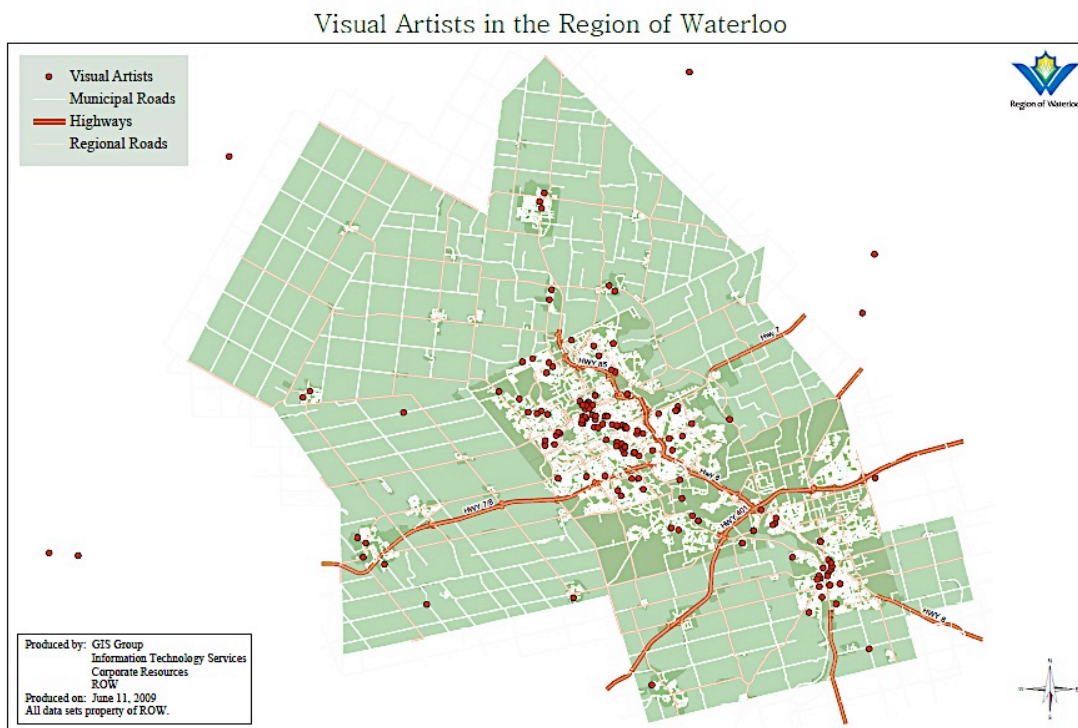 Visual Artists in the Region of Waterloo
Visual Artists
Municipal Roads
Highways
Regional Roads
Region of Waterloo
Hwy 7
HWY 85
Hwy 8
HWY 7/8
HWY 401
HWY 8
Produced by: GIS Group
Information Technology Services
Corporate Resources
ROW
Produced on: June 11, 2009
All data sets property of ROW.
N
W
E
S